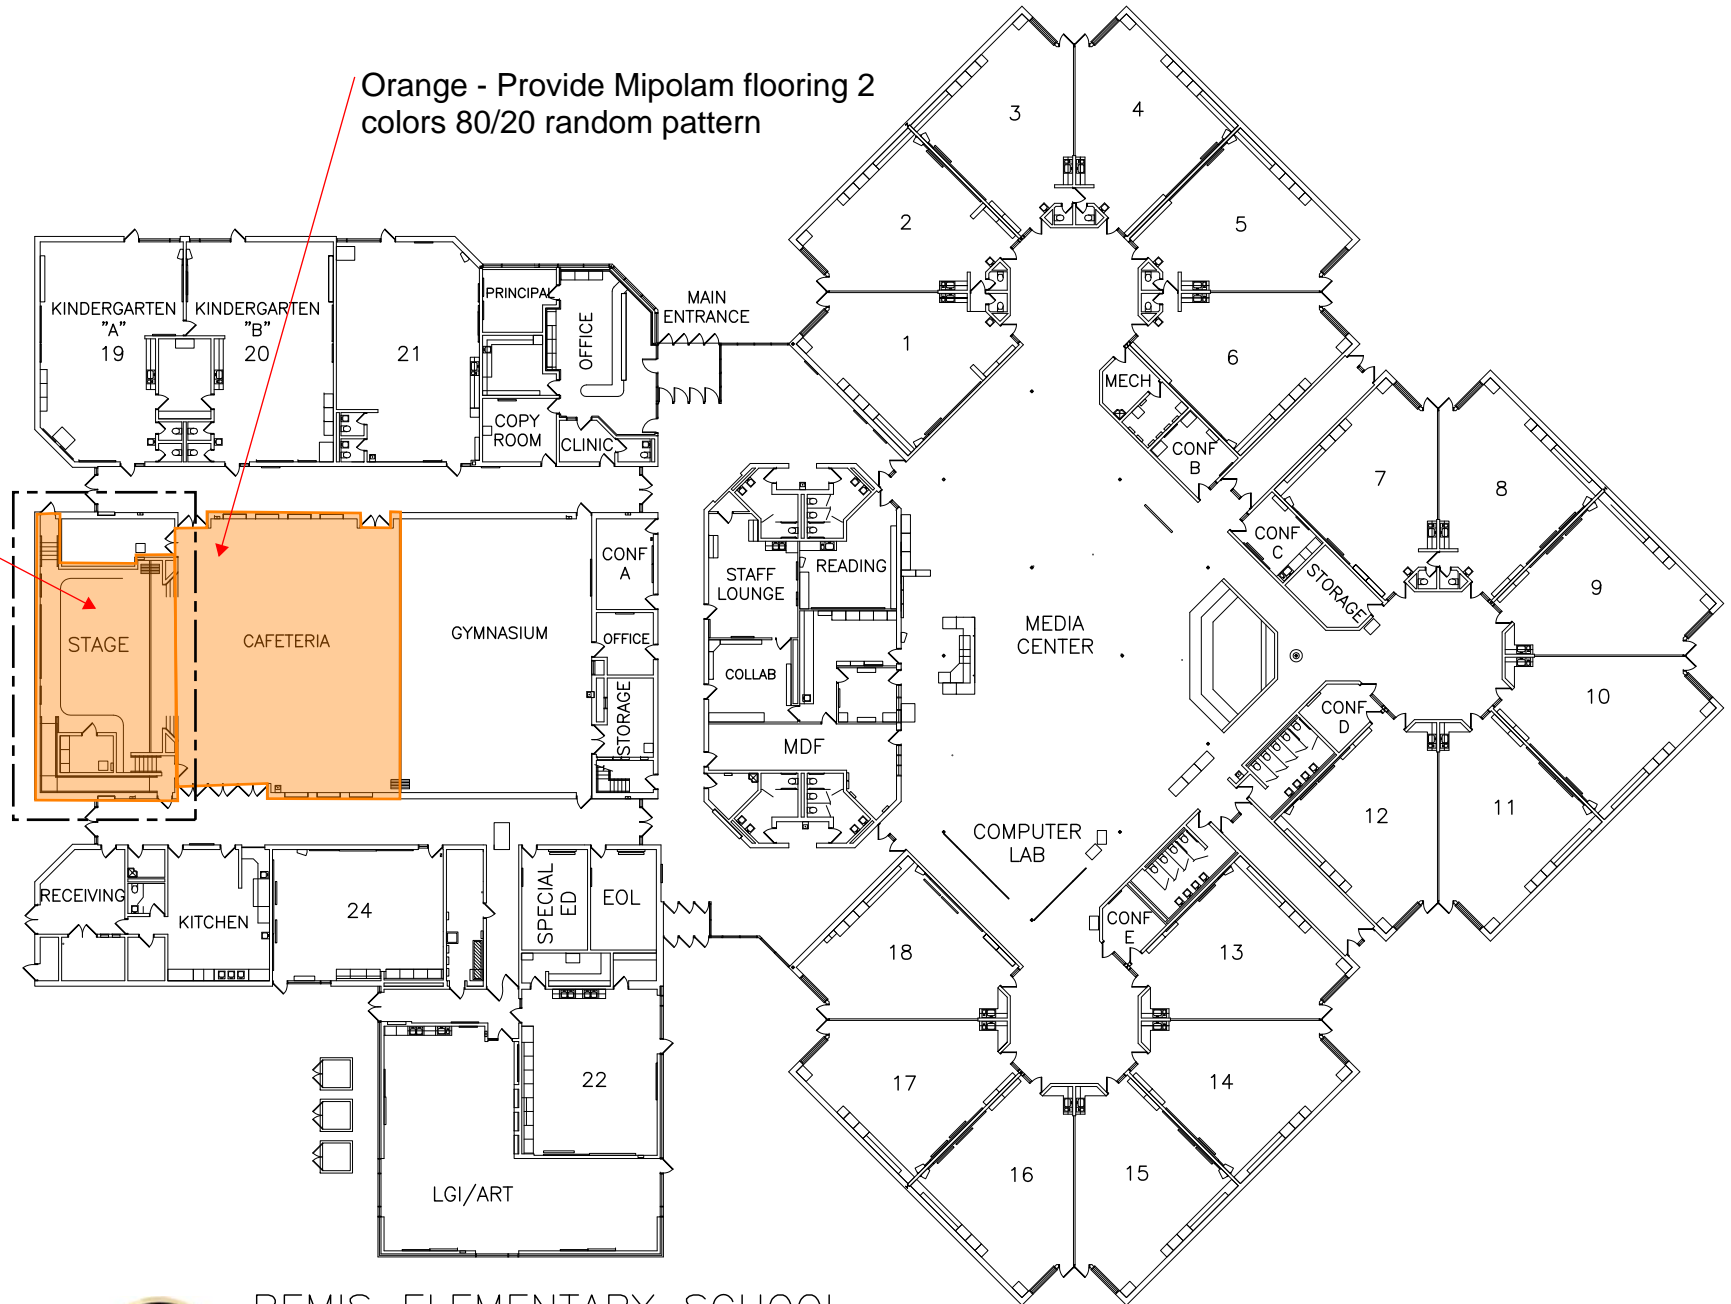 Orange - Provide Mipolam flooring 2
colors 80/20 random pattern
3
4
2
5
KINDERGARTEN
"A"
19
KINDERGARTEN
"B"
20
21
PRINCIPAL
OFFICE
MAIN
ENTRANCE
1
6
MECH
COPY
ROOM
CLINIC
CONF
B
7
8
CONF
A
STAFF
LOUNGE
READING
CONF
C
STORAGE
9
STAGE
CAFETERIA
GYMNASIUM
OFFICE
MEDIA
CENTER
COLLAB
10
STORAGE
MDF
CONF
D
12
11
COMPUTER
LAB
RECEIVING
KITCHEN
24
SPECIAL
ED
EOL
CONF
E
18
13
22
17
14
16
15
LGI/ART
BEMIS ELEMENTARY SCHOOL